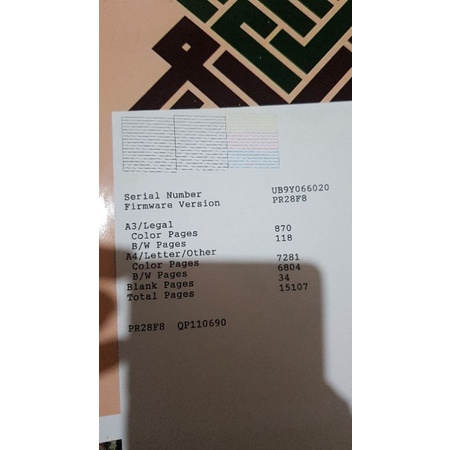 Serial Number UB9Y066020
Firmware Version PR28F8
A3/Legal
Color Pages 870
B/W Pages 118
A4/Letter/Other
Color Pages 7281
B/W Pages 6804
Blank Pages 34
Total Pages 15107
PR28F8 QP110690